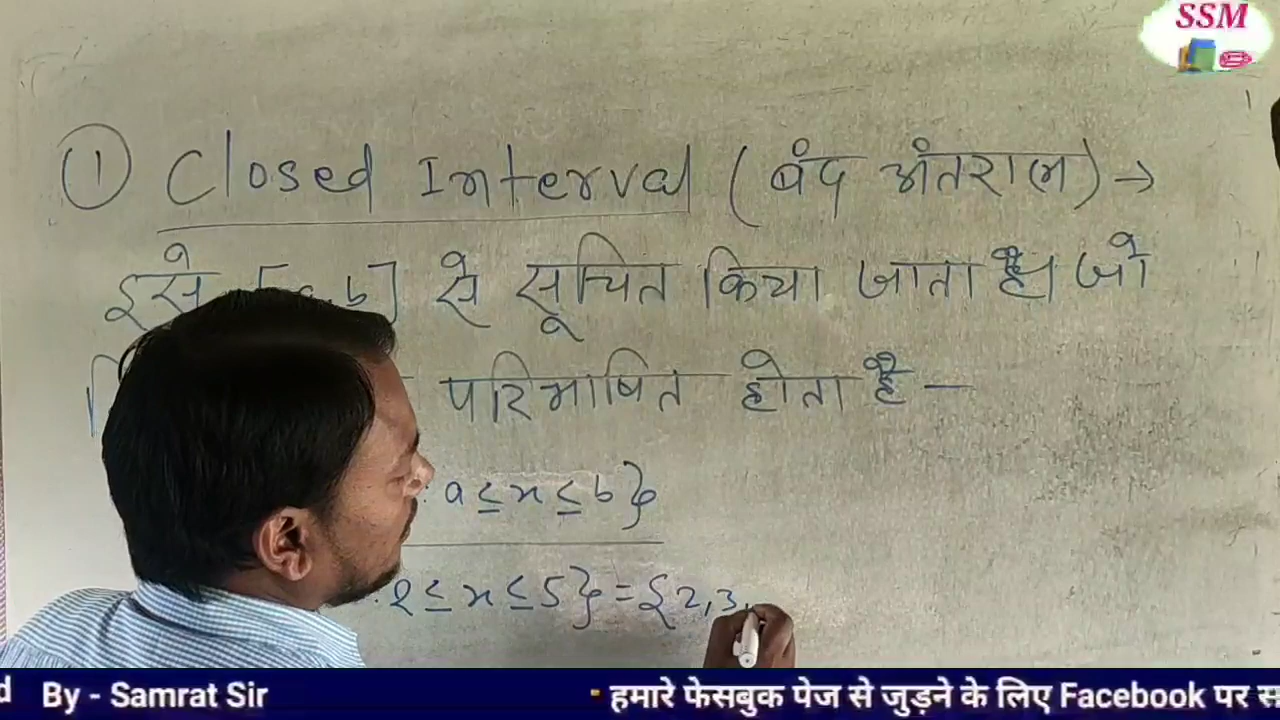 SSM
① Closed Interval (बंद अंतराल) →
इसे [a, b] से सूचित किया जाता है। जो
परिभाषित होता है —
a ≤ x ≤ b}
2 ≤ x ≤ 5} = {2, 3,
By - Samrat Sir
हमारे फेसबुक पेज से जुड़ने के लिए Facebook पर